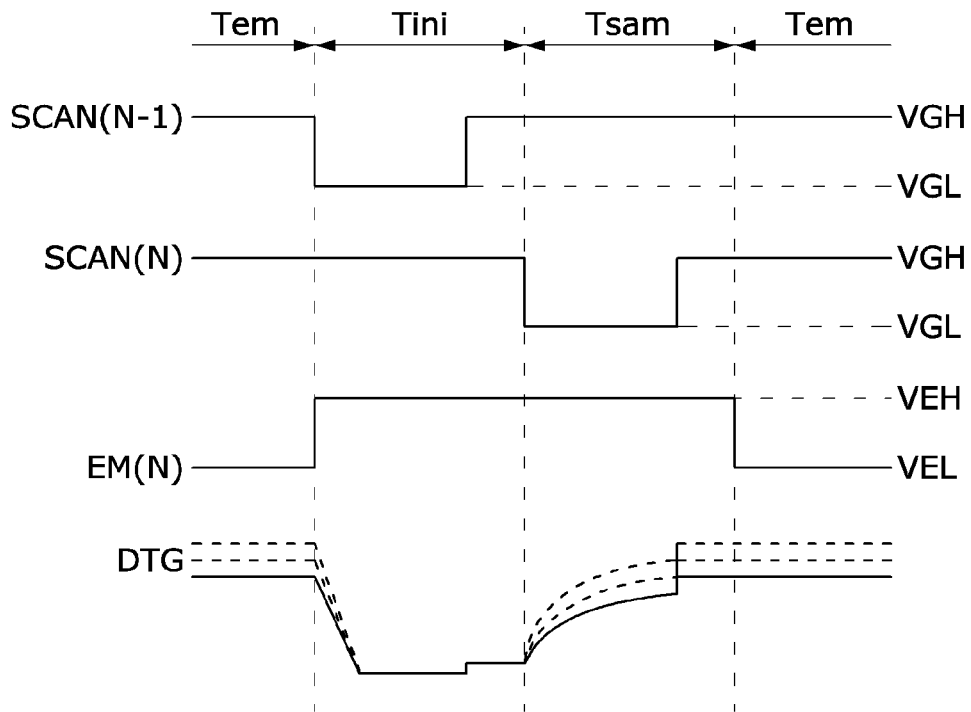 Tem Tini Tsam Tem
SCAN(N-1) VGH
VGL
SCAN(N) VGH
VGL
VEH
EM(N) VEL
DTG